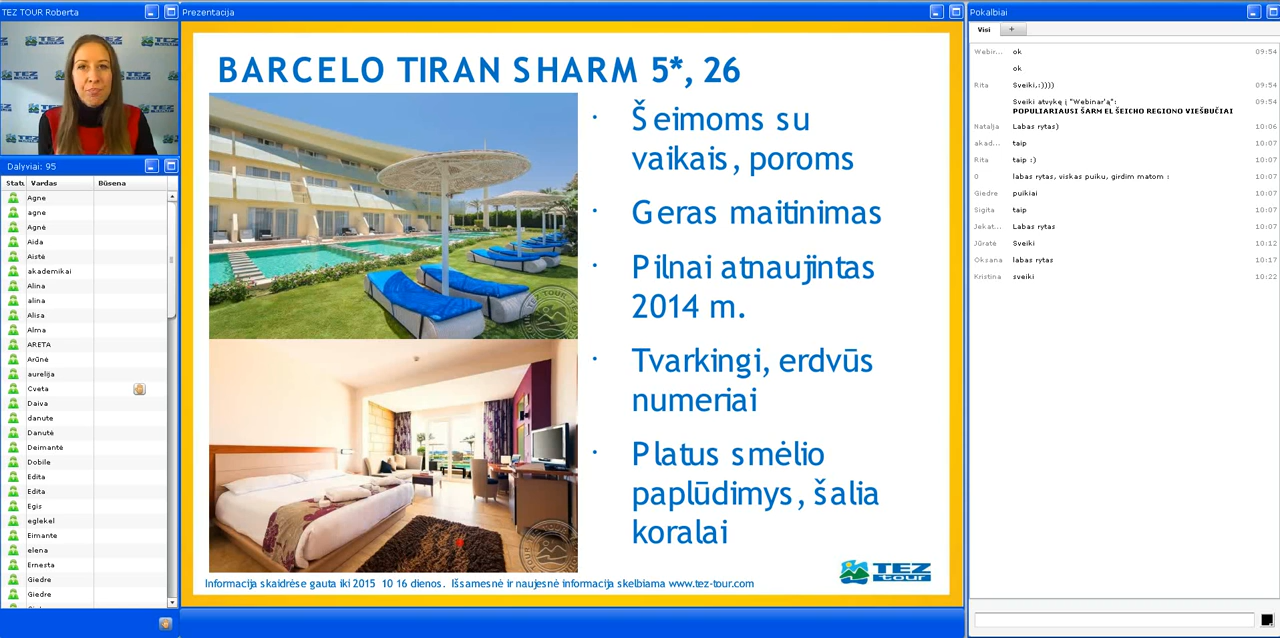 TEZ TOUR Roberta
Dalyviai: 95
Vardas
Būsena
Agne
agne
Agnė
Aida
Aistė
akademikai
Alina
alina
Alisa
Alma
ARETA
Arūnė
aurelija
Cveta
Daiva
danute
Danutė
Deimantė
Dobile
Edita
Edita
Egis
eglekel
Eimante
elena
Ernesta
Giedre
Giedre
Prezentacija
BARCELO TIRAN SHARM 5*, 26
· Šeimoms su
vaikais, poroms
· Geras maitinimas
· Pilnai atnaujintas
2014 m.
· Tvarkingi, erdvūs
numeriai
· Platus smėlio
paplūdimys, šalia
koralai
TEZ
tour
Informacija skaidrėse gauta iki 2015 10 16 dienos. Išsamesnė ir naujesnė informacija skelbiama www.tez-tour.com
Pokalbiai
Visi +
Webir... ok 09:54
ok
Rita Sveiki,:)))) 09:54
Sveiki atvykę į "Webinar'ą": 09:54
POPULIARIAUSI ŠARM EL ŠEICHO REGIONO VIEŠBUČIAI
Natalja Labas rytas) 10:06
akad... taip 10:07
Rita taip :) 10:07
0 labas rytas, viskas puiku, girdim matom : 10:07
Giedre puikiai 10:07
Sigita taip 10:07
Jekat... Labas rytas 10:07
Jūratė Sveiki 10:12
Oksana labas rytas 10:17
Kristina sveiki 10:22